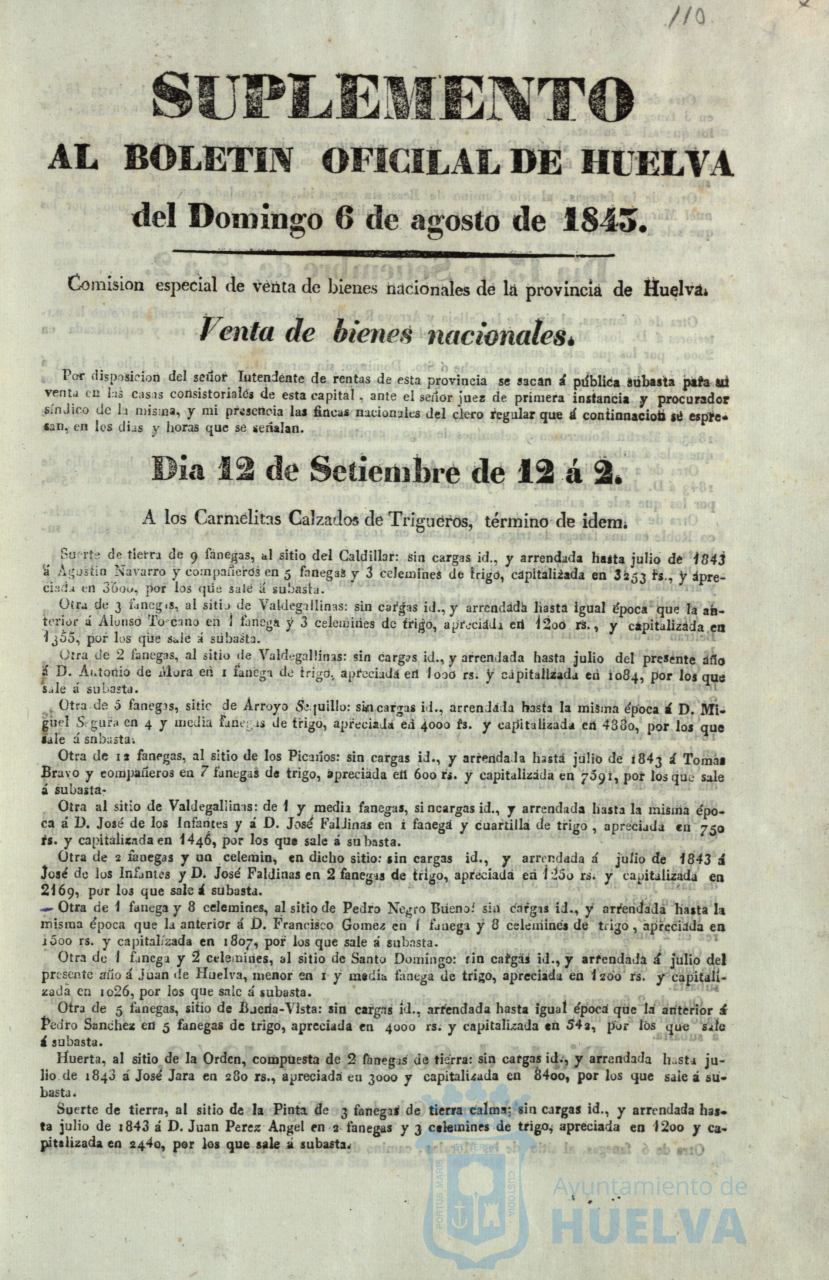 110
SUPLEMENTO
AL BOLETIN OFICILAL DE HUELVA
del Domingo 6 de agosto de 1843.
Comision especial de venta de bienes nacionales de la provincia de Huelva.
Venta de bienes nacionales.
Por disposicion del señor Intendente de rentas de esta provincia se sacan á pública subasta para su
venta en las casas consistoriales de esta capital, ante el señor juez de primera instancia y procurador
síndico de la misma, y mi presencia las fincas nacionales del clero regular que á continnacion se espre-
san, en los dias y horas que se señalan.
Dia 12 de Setiembre de 12 á 2.
A los Carmelitas Calzados de Trigueros, término de idem.
Suerte de tierra de 9 fanegas, al sitio del Caldillar: sin cargas id., y arrendada hasta julio de 1843
á Agostin Navarro y compañeros en 5 fanegas y 3 celemines de trigo, capitalizada en 3253 rs., y apre-
ciada en 3600, por los que sale á subasta.
Otra de 3 fanegas, al sitio de Valdegallinas: sin cargas id., y arrendada hasta igual época que la an-
terior á Alonso Toscano en 1 fanega y 3 celemines de trigo, apreciada en 1200 rs., y capitalizada en
1355, por los que sale á subasta.
Otra de 2 fanegas, al sitio de Valdegallinas: sin cargas id., y arrendada hasta julio del presente año
á D. Antonio de Mora en 1 fanega de trigo, apreciada en 1000 rs. y capitalizada en 1084, por los que
sale á subasta.
Otra de 5 fanegas, sitio de Arroyo Sequillo: sin cargas id., arrendada hasta la misma época á D. Mi-
guel Segura en 4 y media fanegas de trigo, apreciada en 4000 rs. y capitalizada en 4880, por los que
sale á snbasta.
Otra de 12 fanegas, al sitio de los Picaños: sin cargas id., y arrendada hasta julio de 1843 á Tomas
Bravo y compañeros en 7 fanegas de trigo, apreciada en 600 rs. y capitalizada en 7591, por los que sale
á subasta-
Otra al sitio de Valdegallinas: de 1 y media fanegas, sin cargas id., y arrendada hasta la misma épo-
ca á D. José de los Infantes y á D. José Faldinas en 1 fanega y cuartilla de trigo, apreciada en 750
rs. y capitalizada en 1446, por los que sale á subasta.
Otra de 2 fanegas y un celemin, en dicho sitio: sin cargas id., y arrendada á julio de 1843 á
José de los Infantes y D. José Faldinas en 2 fanegas de trigo, apreciada en 1250 rs. y capitalizada en
2169, por los que sale á subasta.
Otra de 1 fanega y 8 celemines, al sitio de Pedro Negro Bueno: sin cargas id., y arrendada hasta la
misma época que la anterior á D. Francisco Gomez en 1 fanega y 8 celemines de trigo, apreciada en
1500 rs. y capitalizada en 1807, por los que sale á subasta.
Otra de 1 fanega y 2 celemines, al sitio de Santo Domingo: sin cargas id., y arrendada á julio del
presente año á Juan de Huelva, menor en 1 y media fanega de trigo, apreciada en 1200 rs. y capitali-
zada en 1026, por los que sale á subasta.
Otra de 5 fanegas, sitio de Buena-Vista: sin cargas id., arrendada hasta igual época que la anterior á
Pedro Sanchez en 5 fanegas de trigo, apreciada en 4000 rs. y capitalizada en 542, por los que sale
á subasta.
Huerta, al sitio de la Orden, compuesta de 2 fanegas de tierra: sin cargas id., y arrendada hasta ju-
lio de 1843 á José Jara en 280 rs., apreciada en 3000 y capitalizada en 8400, por los que sale á su-
basta.
Suerte de tierra, al sitio de la Pinta de 3 fanegas de tierra calma: sin cargas id., y arrendada has-
ta julio de 1843 á D. Juan Perez Angel en 2 fanegas y 3 celemines de trigo, apreciada en 1200 y ca-
pitalizada en 2440, por los que sale á subasta.
PORTUS MARIS CUSTODIA
Ayuntamiento de
HUELVA